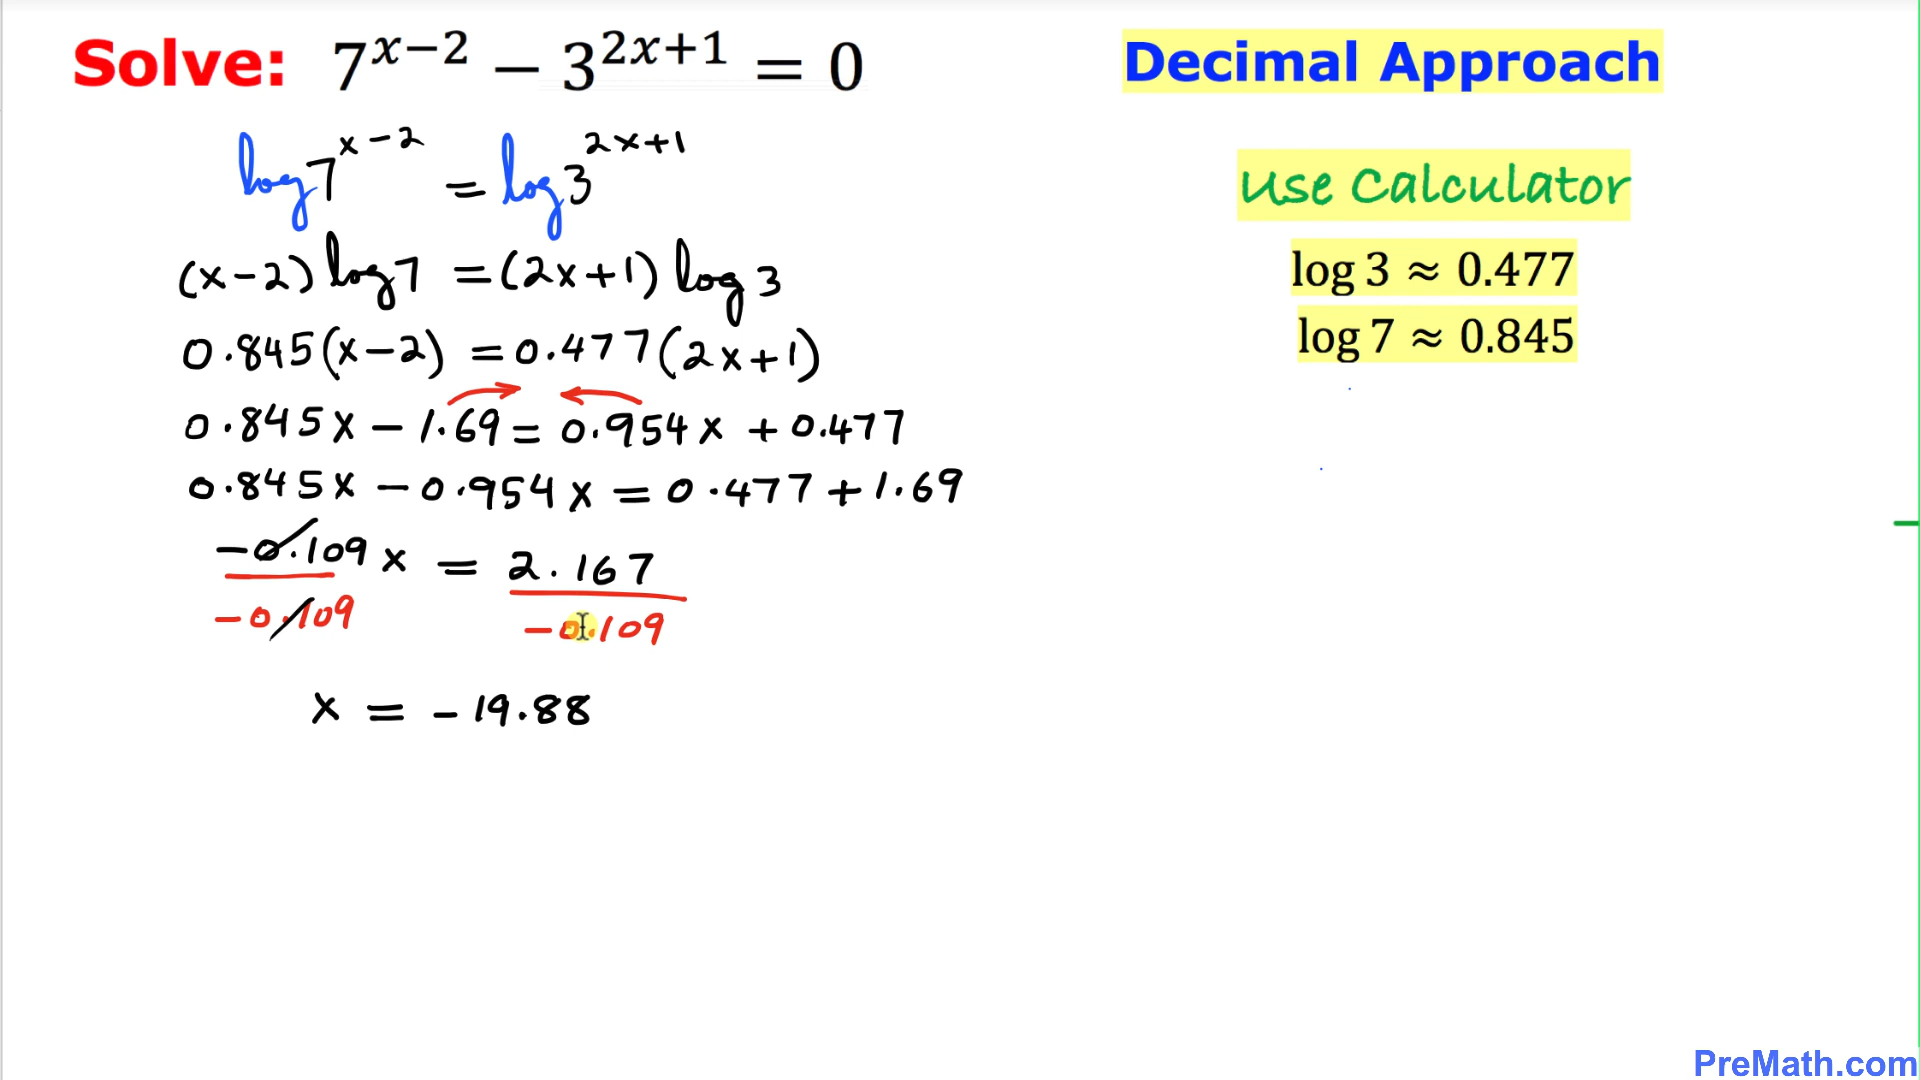 Solve: 7^{x−2} − 3^{2x+1} = 0
Decimal Approach
log 7^{x−2} = log 3^{2x+1}
Use Calculator
(x−2) log 7 = (2x+1) log 3
log 3 ≈ 0.477
0.845(x−2) = 0.477(2x+1)
log 7 ≈ 0.845
0.845x − 1.69 = 0.954x + 0.477
0.845x − 0.954x = 0.477 + 1.69
−0.109x = 2.167
−0.109 −0.109
x = −19.88
PreMath.com